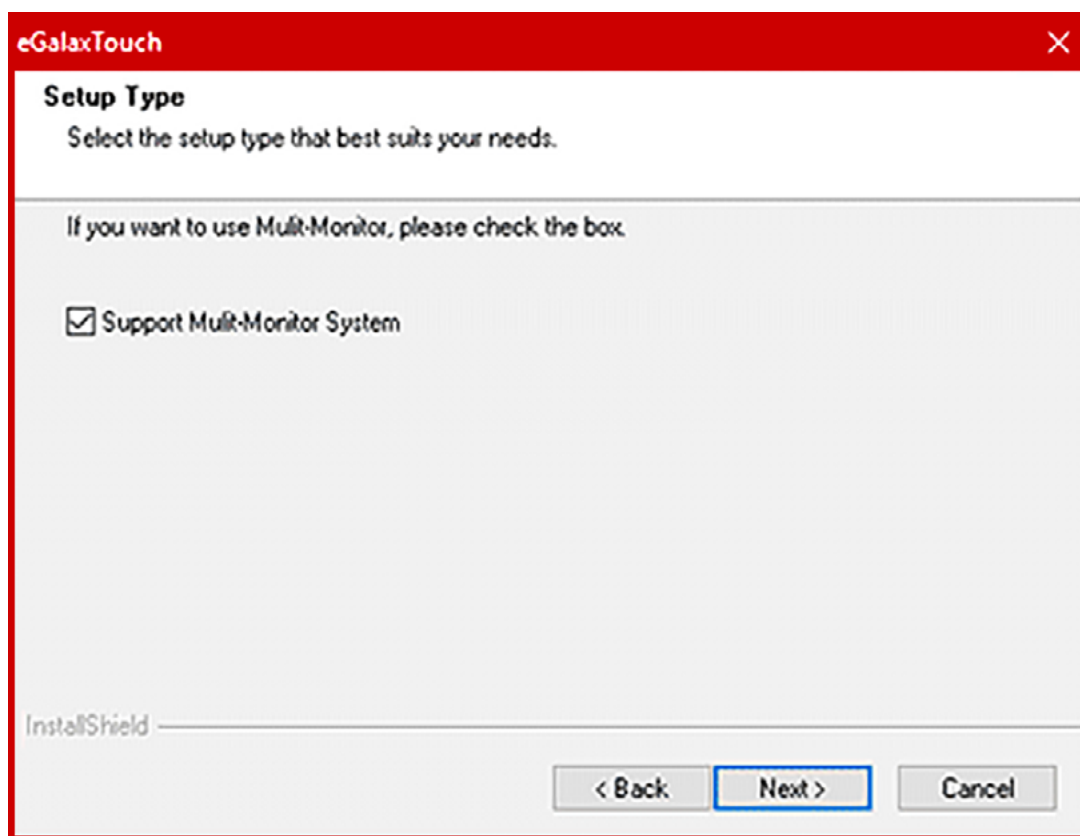 eGalaxTouch
Setup Type
Select the setup type that best suits your needs.
If you want to use Mulit-Monitor, please check the box.
Support Mulit-Monitor System
InstallShield
< Back
Next >
Cancel